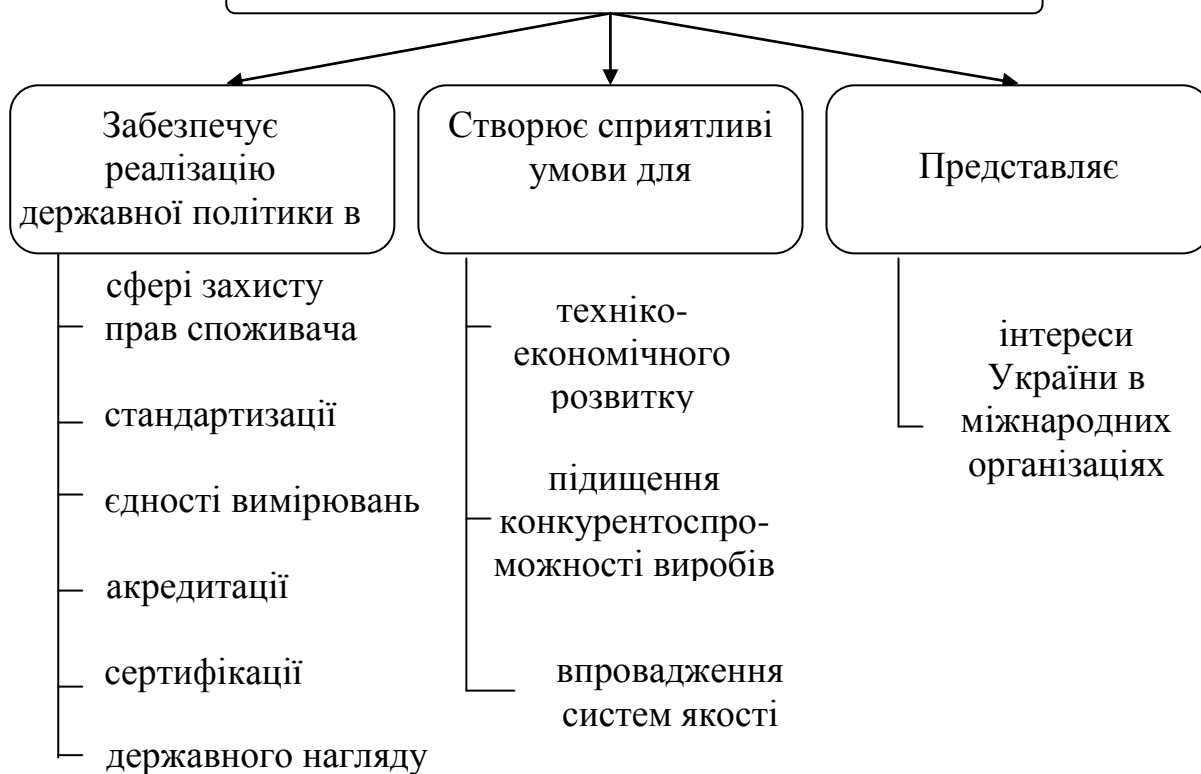 Забезпечує
реалізацію
державної політики в
сфері захисту
прав споживача
стандартизації
єдності вимірювань
акредитації
сертифікації
державного нагляду
Створює сприятливі
умови для
техніко-
економічного
розвитку
підищення
конкурентоспро-
можності виробів
впровадження
систем якості
Представляє
інтереси
України в
міжнародних
організаціях